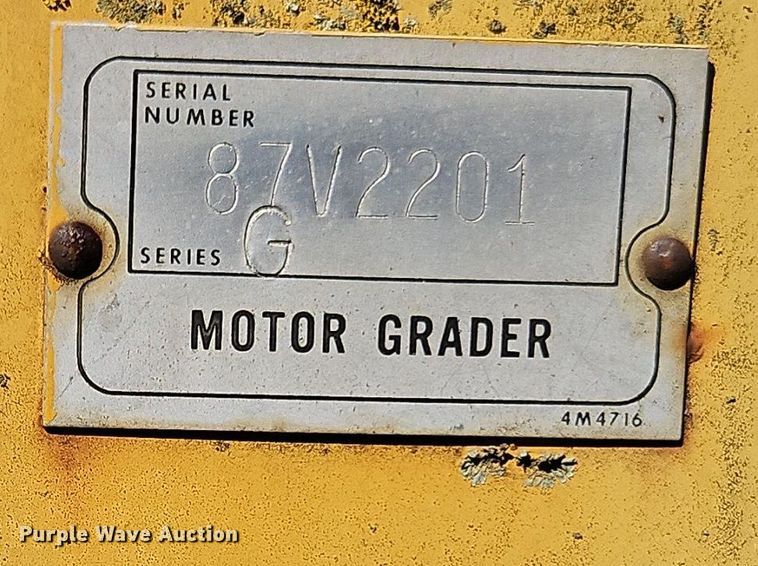 SERIAL
NUMBER
87V2201
SERIES G
MOTOR GRADER
4M4716
Purple Wave Auction